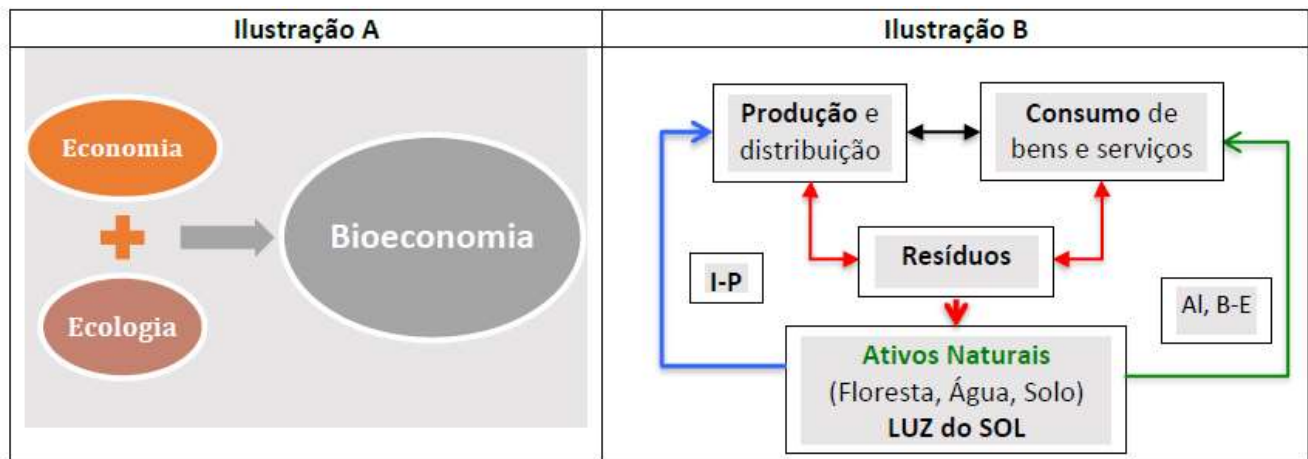 Ilustração A
Ilustração B
Economia
Ecologia
Bioeconomia
Produção e
distribuição
Consumo de
bens e serviços
Resíduos
I-P
Al, B-E
Ativos Naturais
(Floresta, Água, Solo)
LUZ do SOL